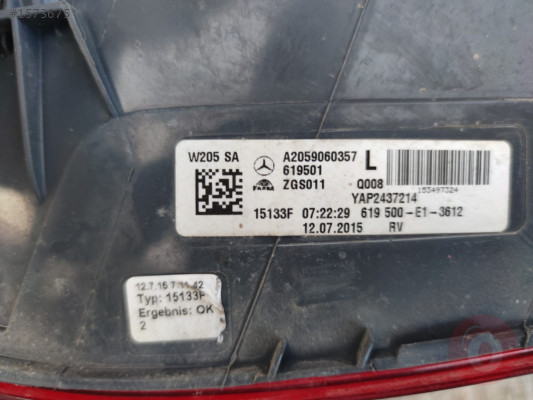 W205 SA A2059060357 L
619501
ZGS011 Q008 153497324
YAP2437214
15133F 07:22:29 619 500-E1-3612
12.07.2015 RV
Typ: 15133F
Ergebnis: OK
2